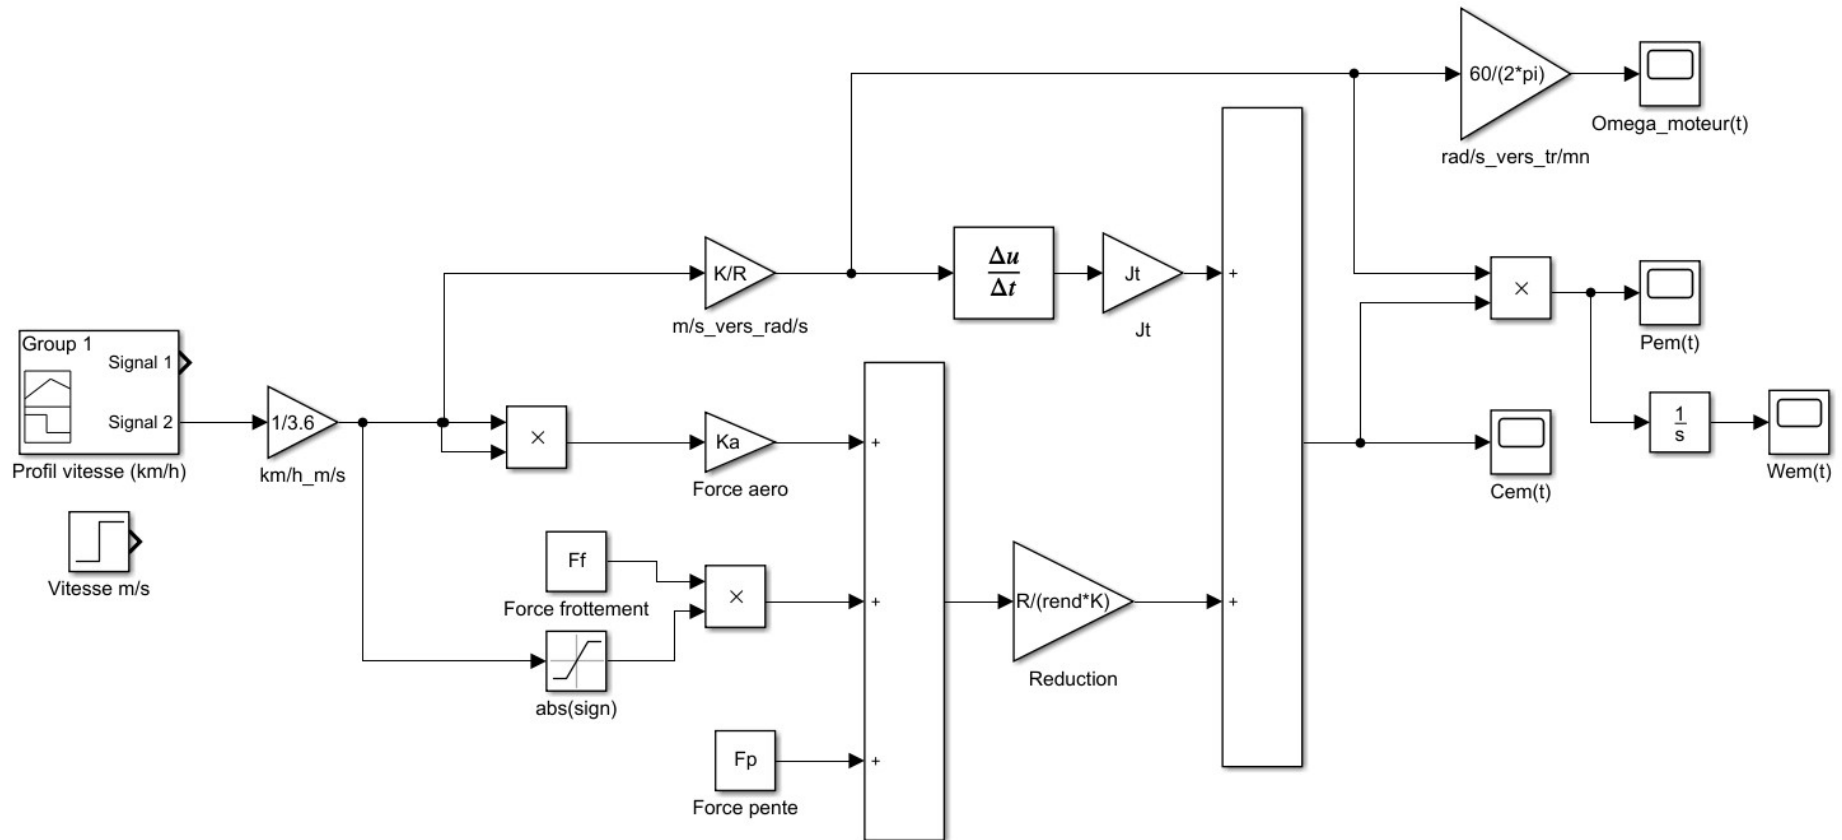 60/(2*pi)
Omega_moteur(t)
rad/s_vers_tr/mn
K/R
m/s_vers_rad/s
Δu
Δt
Jt
Jt
+
×
Pem(t)
Group 1
Signal 1
Signal 2
Profil vitesse (km/h)
1/3.6
km/h_m/s
×
Ka
Force aero
+
Cem(t)
1
s
Wem(t)
Vitesse m/s
Ff
Force frottement
×
+
abs(sign)
R/(rend*K)
Reduction
+
Fp
Force pente
+